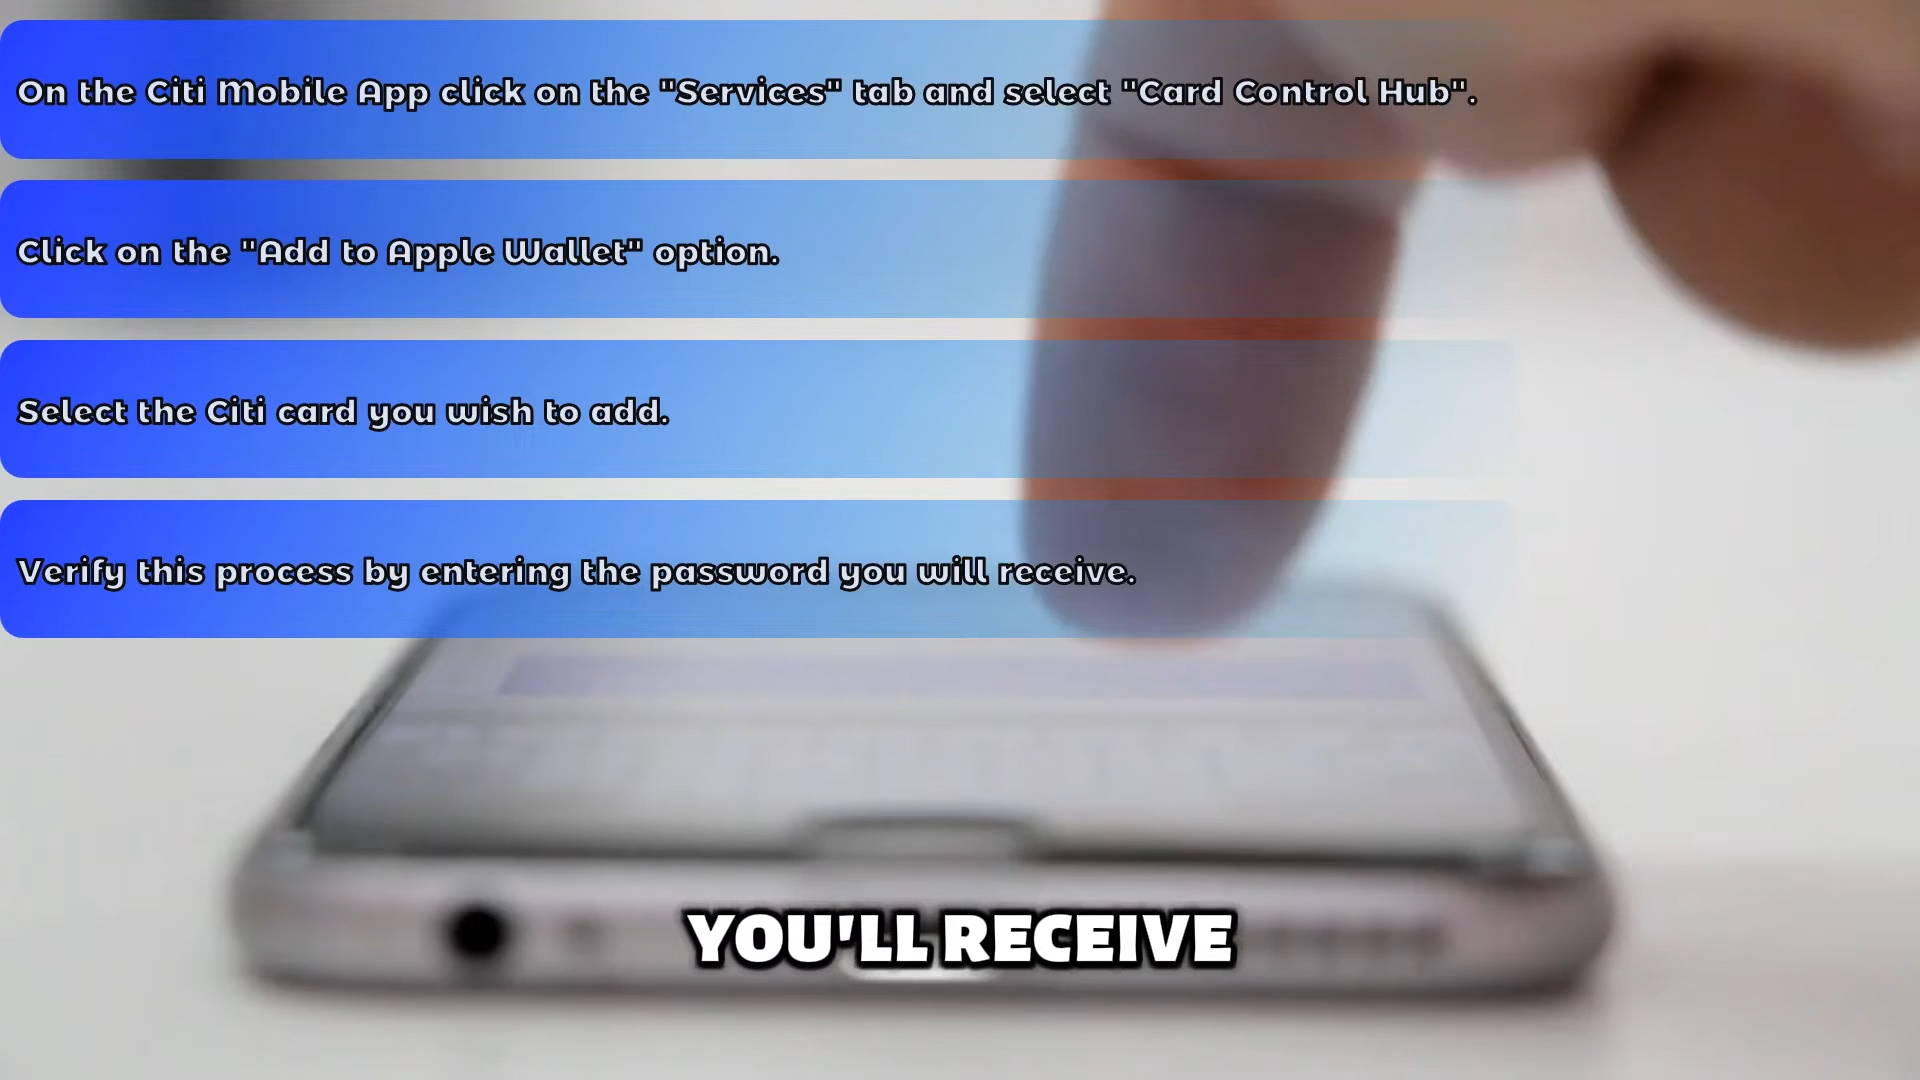 On the Citi Mobile App click on the "Services" tab and select "Card Control Hub".
Click on the "Add to Apple Wallet" option.
Select the Citi card you wish to add.
Verify this process by entering the password you will receive.
YOU'LL RECEIVE